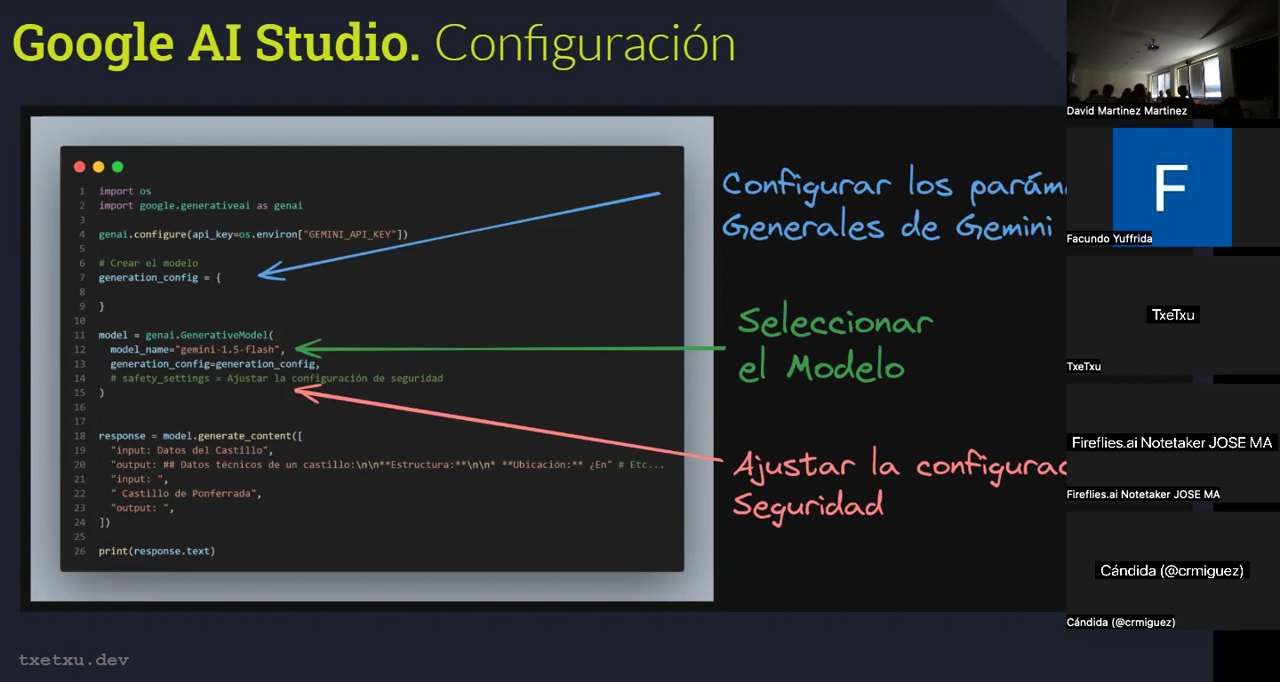 Google AI Studio. Configuración
1 import os
2 import google.generativeai as genai
3
4 genai.configure(api_key=os.environ["GEMINI_API_KEY"])
5
6 # Crear el modelo
7 generation_config = {
8
9 }
10
11 model = genai.GenerativeModel(
12 model_name="gemini-1.5-flash",
13 generation_config=generation_config,
14 # safety_settings = Ajustar la configuración de seguridad
15 )
16
17
18 response = model.generate_content([
19 "input: Datos del Castillo",
20 "output: ## Datos técnicos de un castillo:\n\n**Estructura:**\n\n* **Ubicación:** ¿En" # Etc...
21 "input: ",
22 " Castillo de Ponferrada",
23 "output: ",
24 ])
25
26 print(response.text)
Configurar los parám
Generales de Gemini
Seleccionar
el Modelo
Ajustar la configurac
Seguridad
txetxu.dev
David Martinez Martinez
F
Facundo Yuffrida
TxeTxu
TxeTxu
Fireflies.ai Notetaker JOSE MA
Fireflies.ai Notetaker JOSE MA
Cándida (@crmiguez)
Cándida (@crmiguez)